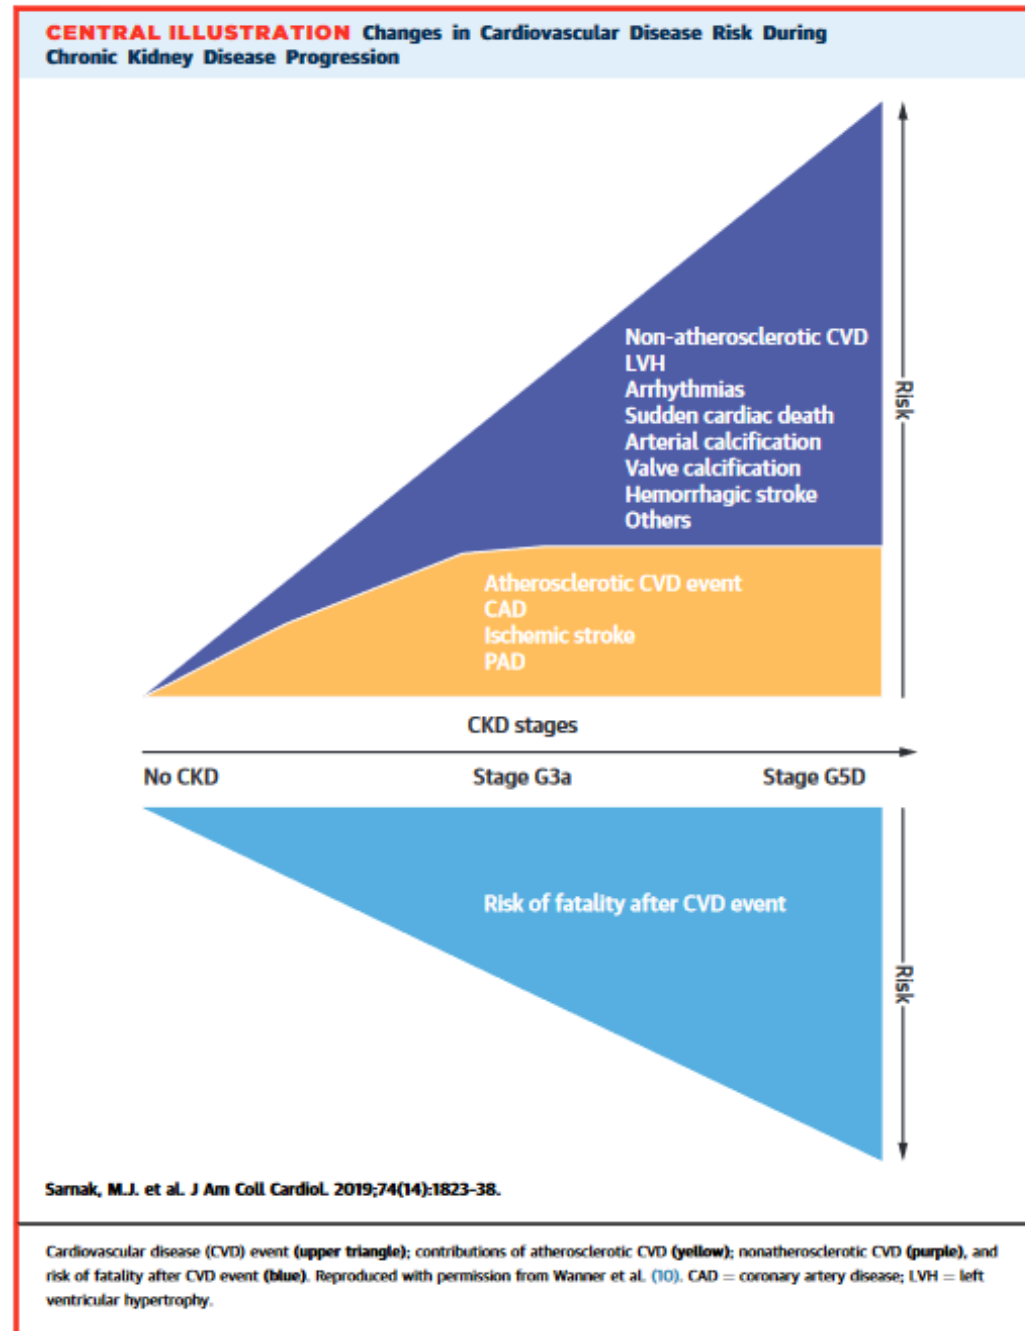 CENTRAL ILLUSTRATION Changes in Cardiovascular Disease Risk During
Chronic Kidney Disease Progression
Non-atherosclerotic CVD
LVH
Arrhythmias
Sudden cardiac death
Arterial calcification
Valve calcification
Hemorrhagic stroke
Others
Risk
Atherosclerotic CVD event
CAD
Ischemic stroke
PAD
CKD stages
No CKD Stage G3a Stage G5D
Risk of fatality after CVD event
Risk
Sarnak, M.J. et al. J Am Coll Cardiol. 2019;74(14):1823-38.
Cardiovascular disease (CVD) event (upper triangle); contributions of atherosclerotic CVD (yellow); nonatherosclerotic CVD (purple), and
risk of fatality after CVD event (blue). Reproduced with permission from Wanner et al. (10). CAD = coronary artery disease; LVH = left
ventricular hypertrophy.